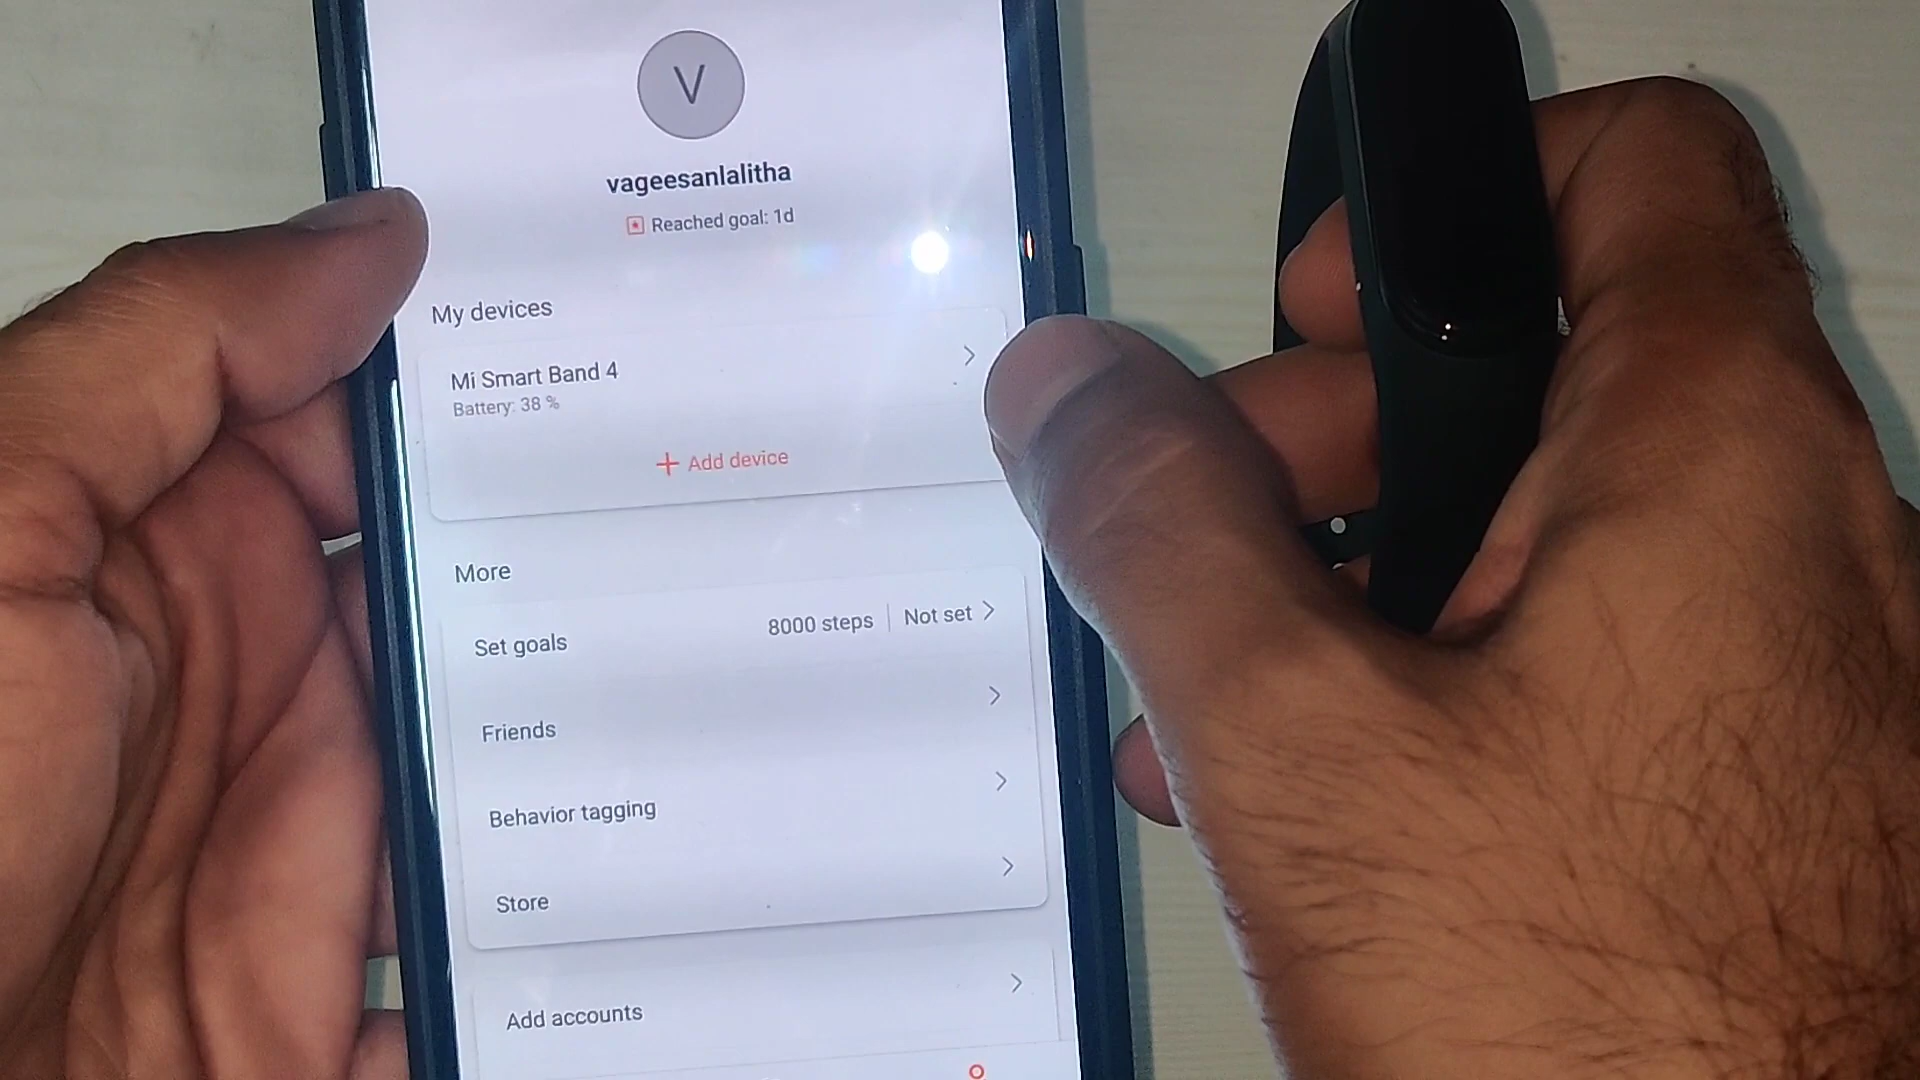 V
vageesanlalitha
Reached goal: 1d
My devices
Mi Smart Band 4
Battery: 38 %
+ Add device
More
Set goals 8000 steps | Not set >
Friends >
Behavior tagging >
Store >
Add accounts >